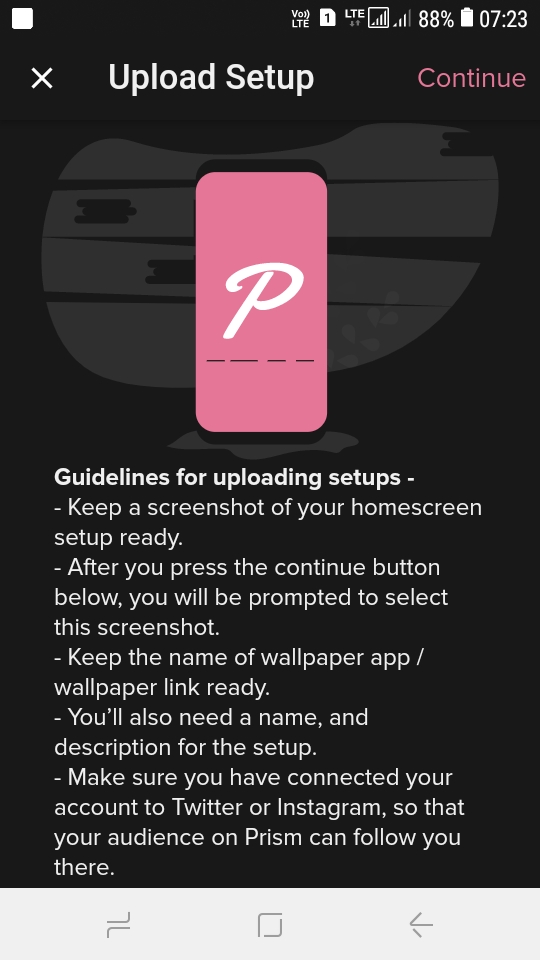 Vo)) LTE 1 LTE 88% 07:23
Upload Setup Continue
P
Guidelines for uploading setups -
- Keep a screenshot of your homescreen
setup ready.
- After you press the continue button
below, you will be prompted to select
this screenshot.
- Keep the name of wallpaper app /
wallpaper link ready.
- You’ll also need a name, and
description for the setup.
- Make sure you have connected your
account to Twitter or Instagram, so that
your audience on Prism can follow you
there.